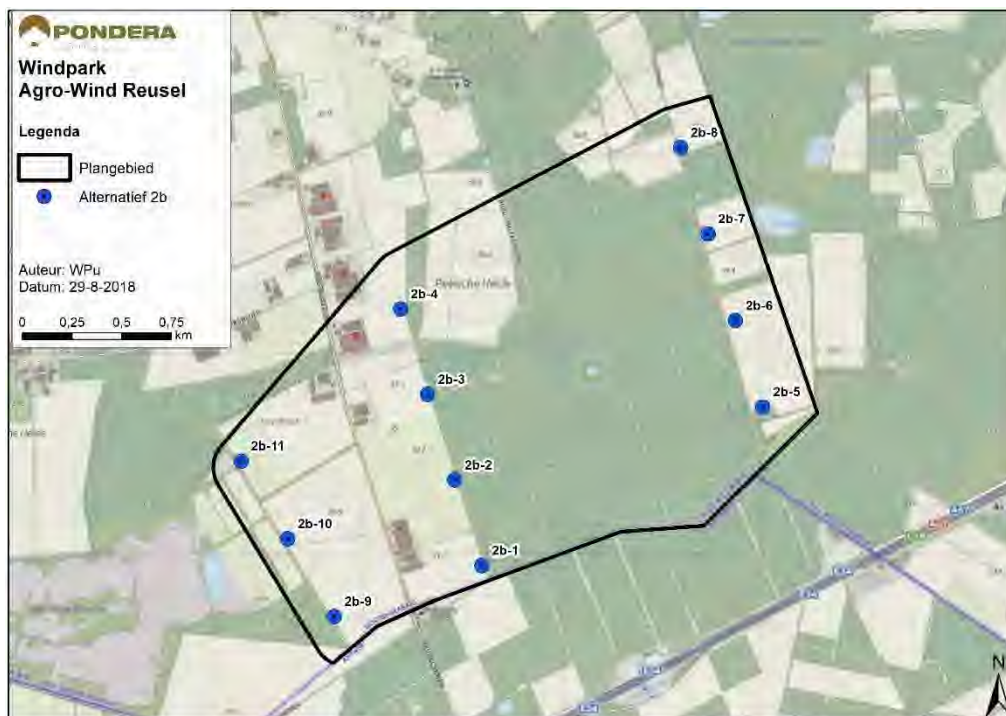 PONDERA
Windpark
Agro-Wind Reusel
Legenda
Plangebied
Alternatief 2b
Auteur: WPu
Datum: 29-8-2018
0 0,25 0,5 0,75
km
2b-8
2b-7
2b-6
2b-5
2b-4
2b-3
2b-2
2b-1
2b-11
2b-10
2b-9
N